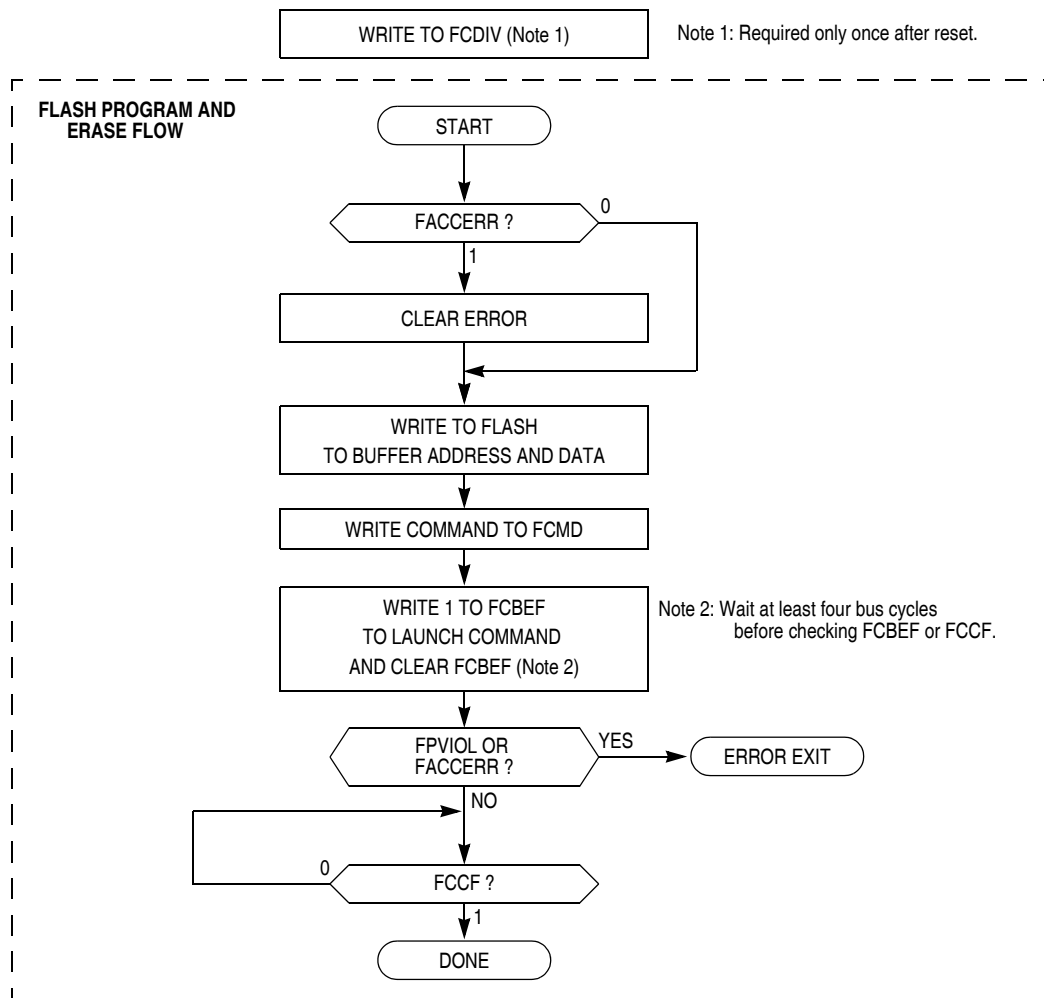 WRITE TO FCDIV (Note 1)
Note 1: Required only once after reset.
FLASH PROGRAM AND
ERASE FLOW
START
FACCERR ?
0
1
CLEAR ERROR
WRITE TO FLASH
TO BUFFER ADDRESS AND DATA
WRITE COMMAND TO FCMD
WRITE 1 TO FCBEF
TO LAUNCH COMMAND
AND CLEAR FCBEF (Note 2)
Note 2: Wait at least four bus cycles
before checking FCBEF or FCCF.
FPVIOL OR
FACCERR ?
YES
ERROR EXIT
NO
0
FCCF ?
1
DONE